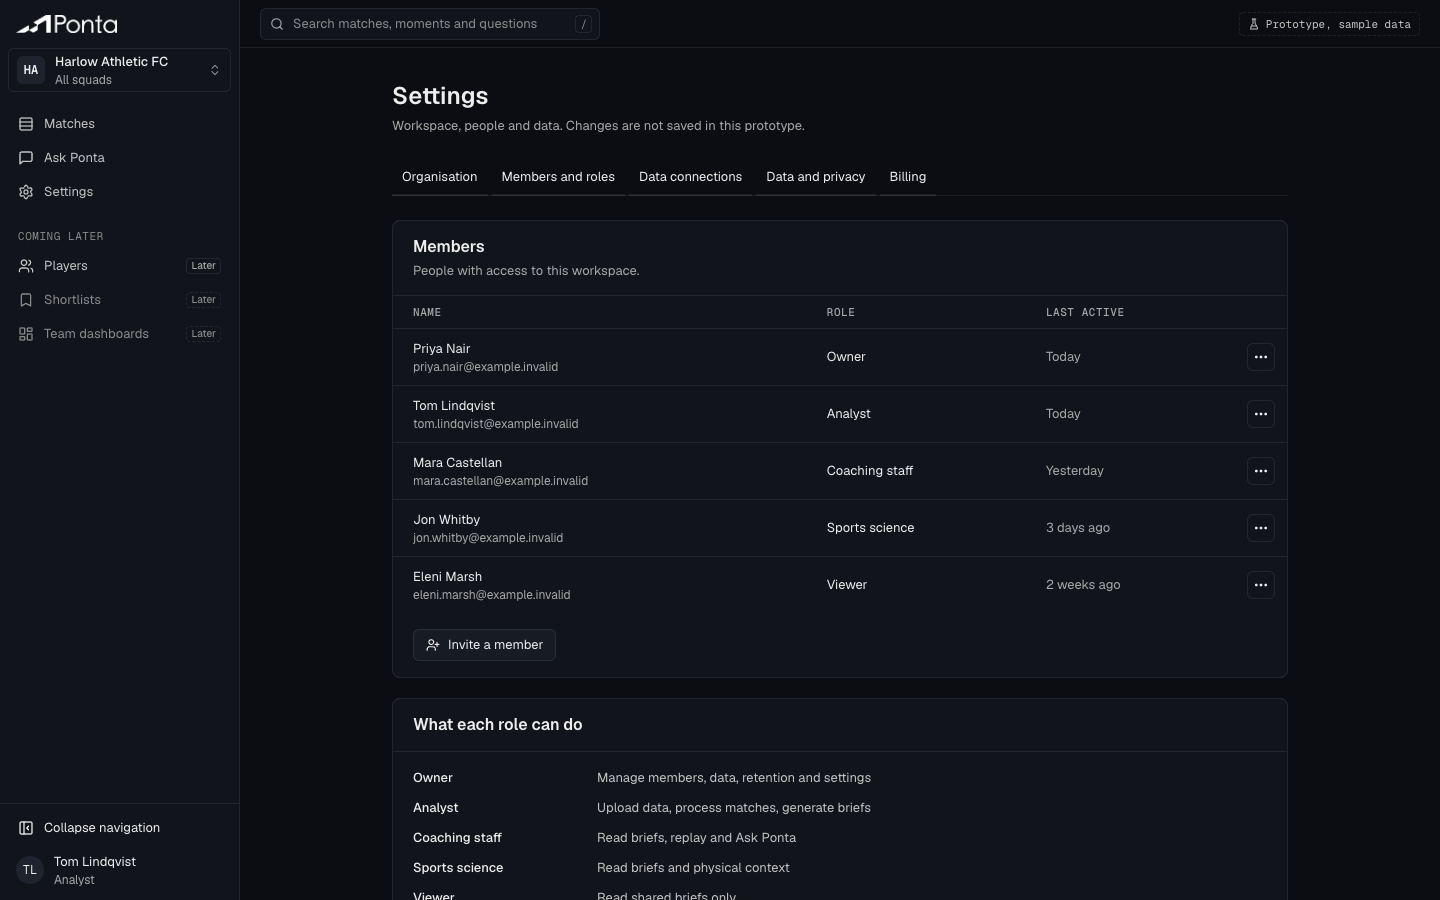 Ponta
Search matches, moments and questions /
Prototype, sample data
HA
Harlow Athletic FC
All squads
Matches
Ask Ponta
Settings
COMING LATER
Players Later
Shortlists Later
Team dashboards Later
Collapse navigation
TL
Tom Lindqvist
Analyst
Settings
Workspace, people and data. Changes are not saved in this prototype.
Organisation Members and roles Data connections Data and privacy Billing
Members
People with access to this workspace.
NAME ROLE LAST ACTIVE
Priya Nair
priya.nair@example.invalid
Owner Today
Tom Lindqvist
tom.lindqvist@example.invalid
Analyst Today
Mara Castellan
mara.castellan@example.invalid
Coaching staff Yesterday
Jon Whitby
jon.whitby@example.invalid
Sports science 3 days ago
Eleni Marsh
eleni.marsh@example.invalid
Viewer 2 weeks ago
Invite a member
What each role can do
Owner Manage members, data, retention and settings
Analyst Upload data, process matches, generate briefs
Coaching staff Read briefs, replay and Ask Ponta
Sports science Read briefs and physical context
Viewer Read shared briefs only